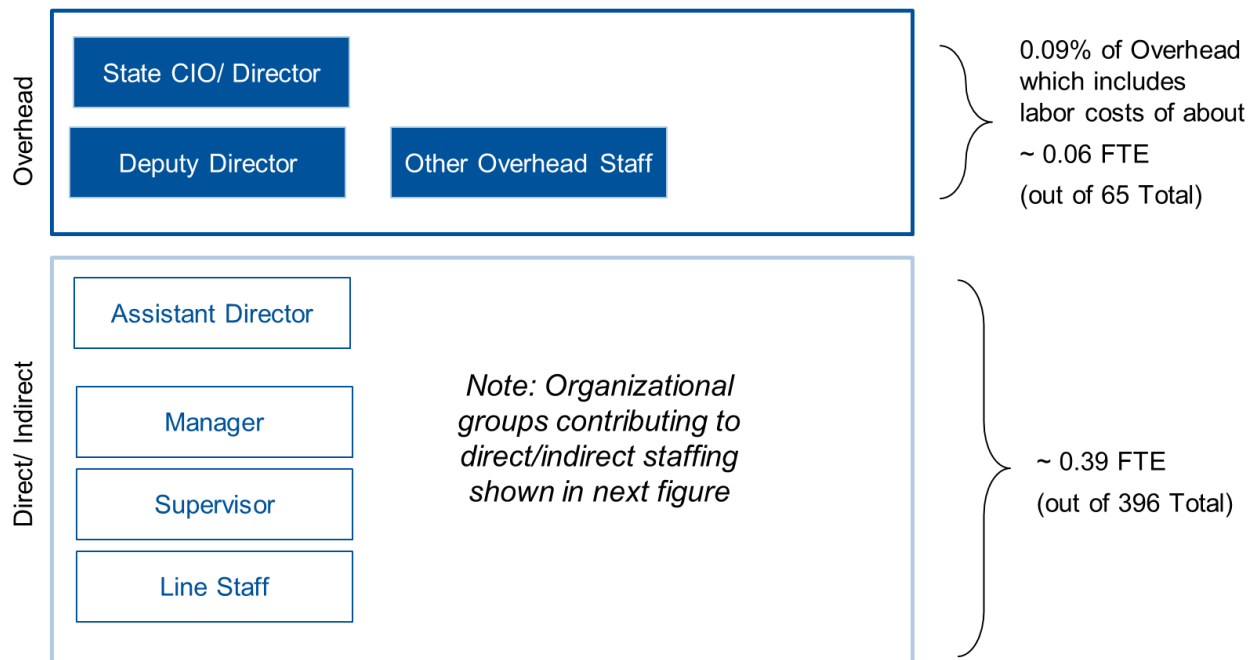 Overhead
State CIO/ Director
Deputy Director
Other Overhead Staff
0.09% of Overhead
which includes
labor costs of about
~ 0.06 FTE
(out of 65 Total)
Direct/ Indirect
Assistant Director
Manager
Supervisor
Line Staff
Note: Organizational
groups contributing to
direct/indirect staffing
shown in next figure
~ 0.39 FTE
(out of 396 Total)